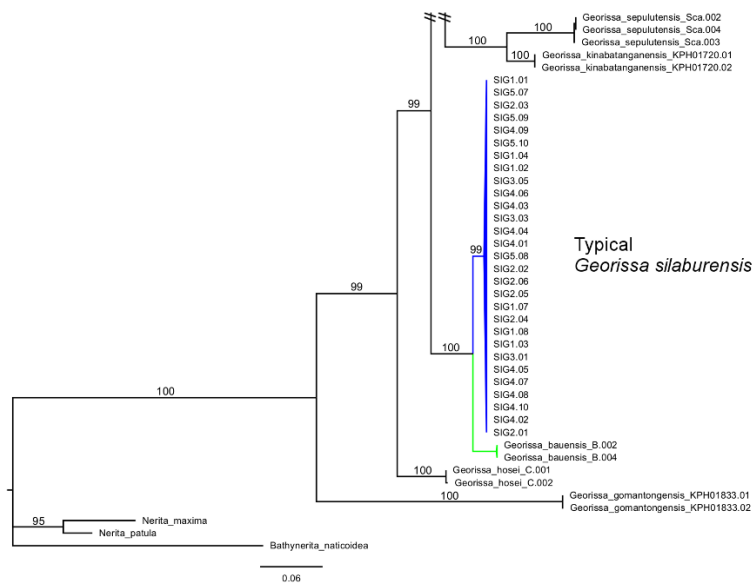 Georissa_sepulutensis_Sca.002
Georissa_sepulutensis_Sca.004
100
Georissa_sepulutensis_Sca.003
100
Georissa_kinabatanganensis_KPH01720.01
100
Georissa_kinabatanganensis_KPH01720.02
SIG1.01
SIG5.07
99
SIG2.03
SIG5.09
SIG4.09
SIG5.10
SIG1.04
SIG1.02
SIG3.05
SIG4.06
SIG4.03
SIG3.03
SIG4.04
SIG4.01
Typical
99
SIG5.08
Georissa silaburensis
SIG2.02
SIG2.06
99
SIG2.05
SIG1.07
SIG2.04
SIG1.08
SIG1.03
100
SIG3.01
SIG4.05
SIG4.07
100
SIG4.08
SIG4.10
SIG4.02
SIG2.01
Georissa_bauensis_B.002
Georissa_bauensis_B.004
100
Georissa_hosei_C.001
Georissa_hosei_C.002
100
Georissa_gomantongensis_KPH01833.01
Georissa_gomantongensis_KPH01833.02
95
Nerita_maxima
Nerita_patula
Bathynerita_naticoidea
0.06